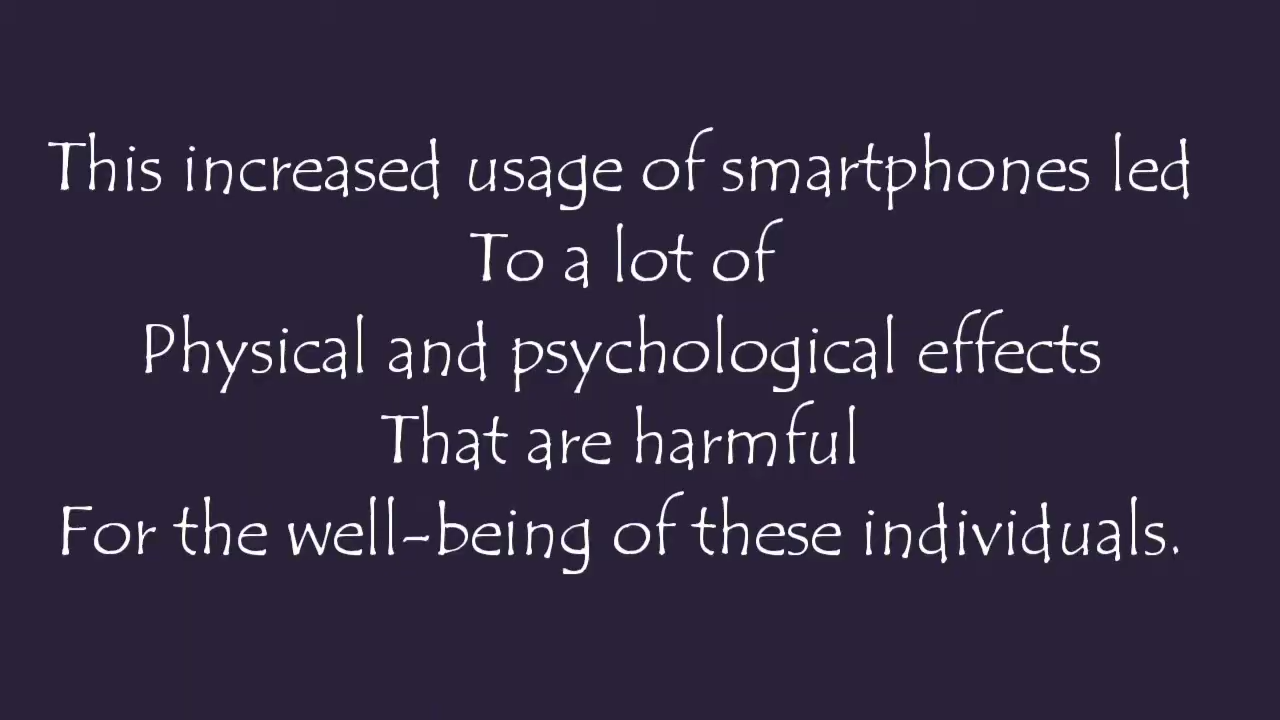 This increased usage of smartphones led
To a lot of
Physical and psychological effects
That are harmful
For the well-being of these individuals.